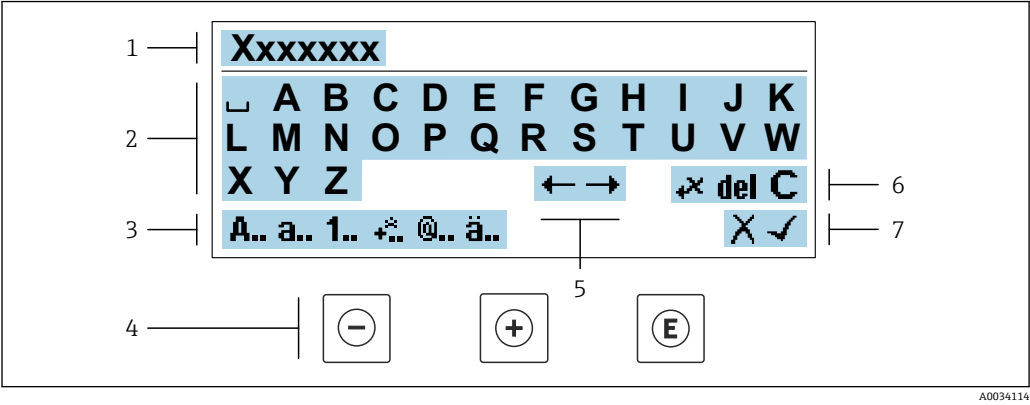 1 Xxxxxxx
␣ A B C D E F G H I J K
2 L M N O P Q R S T U V W
X Y Z ← → +× del C 6
3 A.. a.. 1.. +×.. @.. ä.. X ✓ 7
5
4 − + E
A0034114